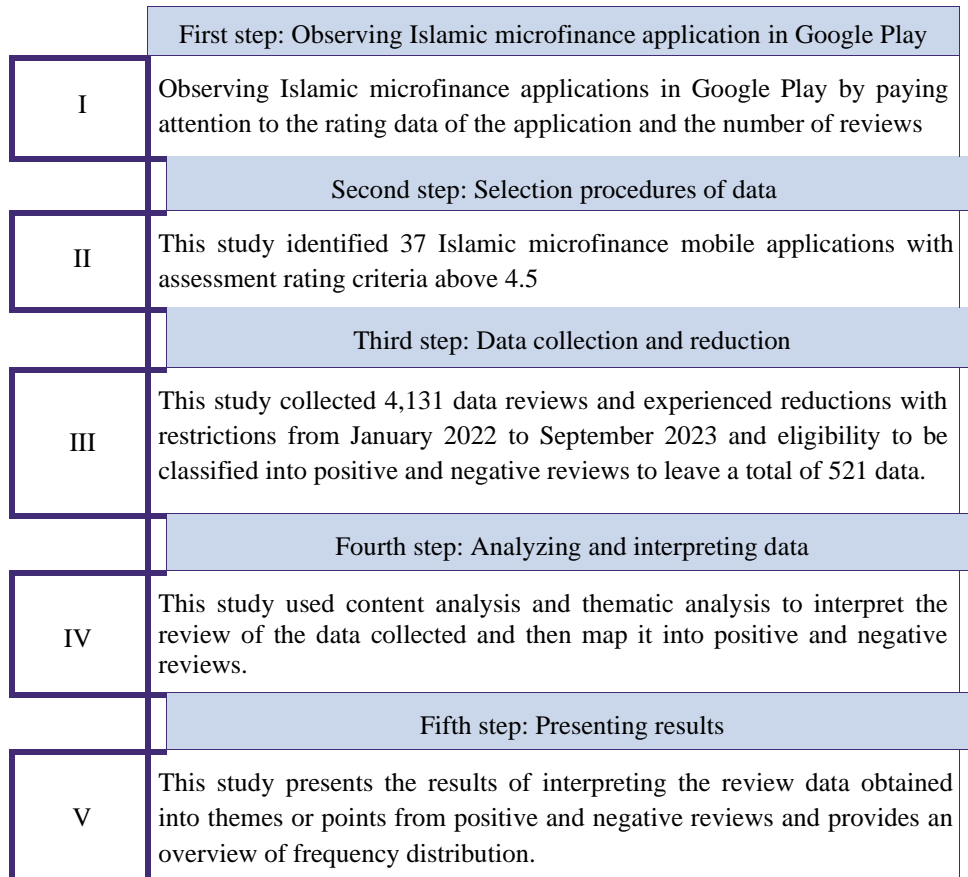 First step: Observing Islamic microfinance application in Google Play
I
Observing Islamic microfinance applications in Google Play by paying
attention to the rating data of the application and the number of reviews
Second step: Selection procedures of data
II
This study identified 37 Islamic microfinance mobile applications with
assessment rating criteria above 4.5
Third step: Data collection and reduction
III
This study collected 4,131 data reviews and experienced reductions with
restrictions from January 2022 to September 2023 and eligibility to be
classified into positive and negative reviews to leave a total of 521 data.
Fourth step: Analyzing and interpreting data
IV
This study used content analysis and thematic analysis to interpret the
review of the data collected and then map it into positive and negative
reviews.
Fifth step: Presenting results
V
This study presents the results of interpreting the review data obtained
into themes or points from positive and negative reviews and provides an
overview of frequency distribution.